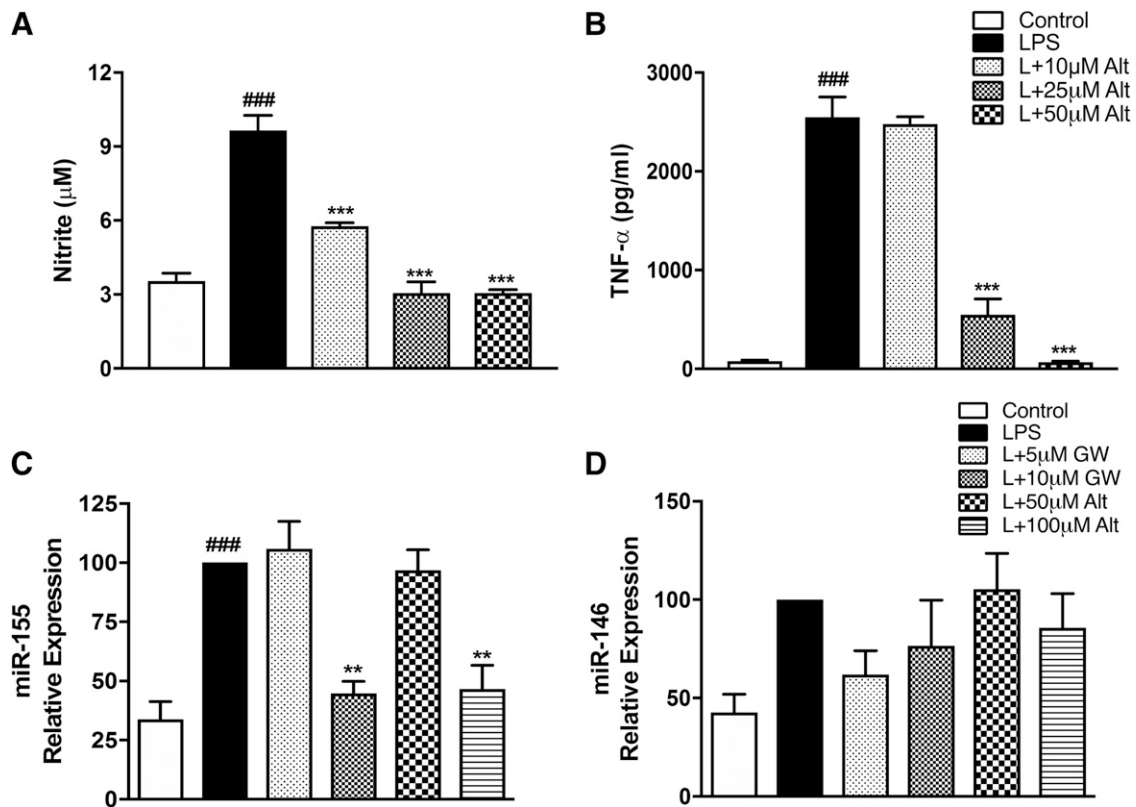 A
Nitrite (μM)
12
9
6
3
0
###
***
***
***
B
TNF-α (pg/ml)
3000
2000
1000
0
###
***
***
Control
LPS
L+10μM Alt
L+25μM Alt
L+50μM Alt
C
miR-155
Relative Expression
125
100
75
50
25
0
###
**
**
D
miR-146
Relative Expression
150
100
50
0
Control
LPS
L+5μM GW
L+10μM GW
L+50μM Alt
L+100μM Alt